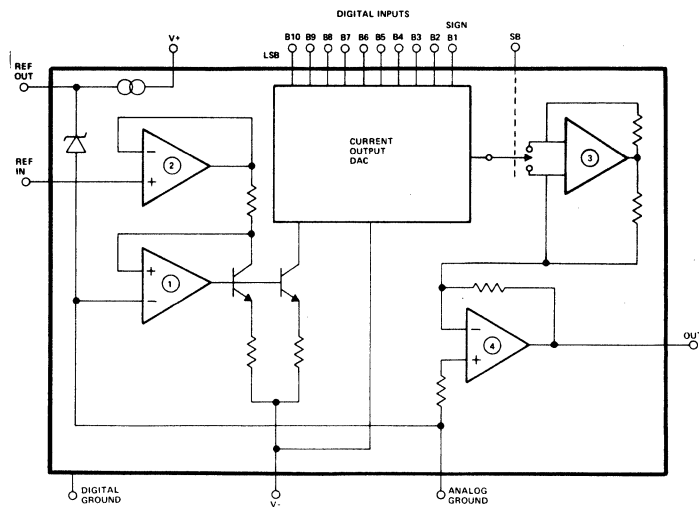 DIGITAL INPUTS
SIGN
V+
LSB B10 B9 B8 B7 B6 B5 B4 B3 B2 B1
SB
REF
OUT
CURRENT
OUTPUT
DAC
−
2
+
3
REF
IN
+
1
−
−
4
+
OUT
DIGITAL
GROUND
V-
ANALOG
GROUND